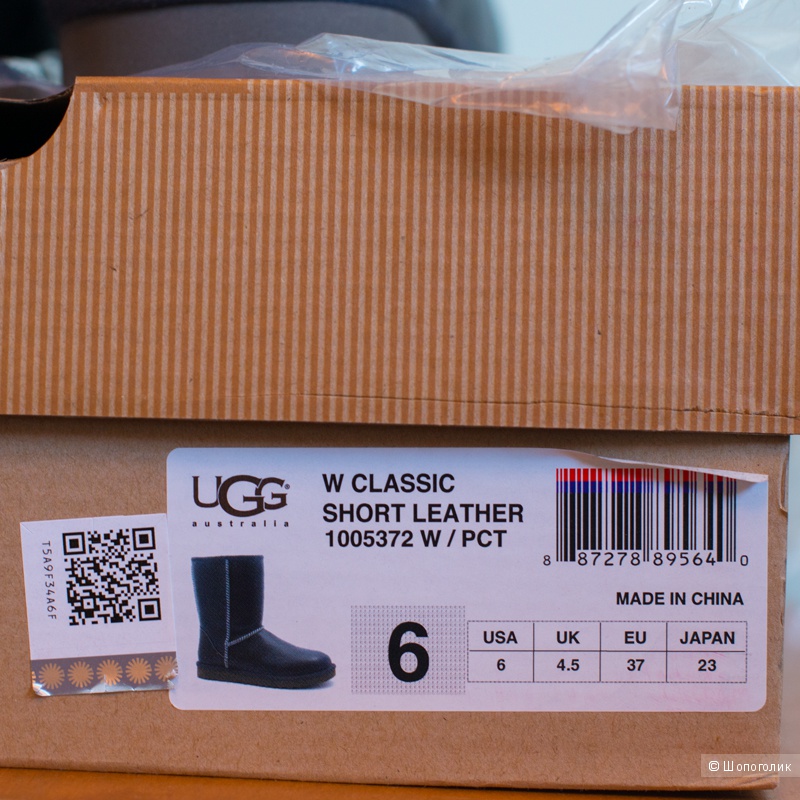 UGG®
australia
W CLASSIC
SHORT LEATHER
1005372 W / PCT
8 87278 89564 0
MADE IN CHINA
6
USA UK EU JAPAN
6 4.5 37 23
T5A9F34A6F
© Шопоголик